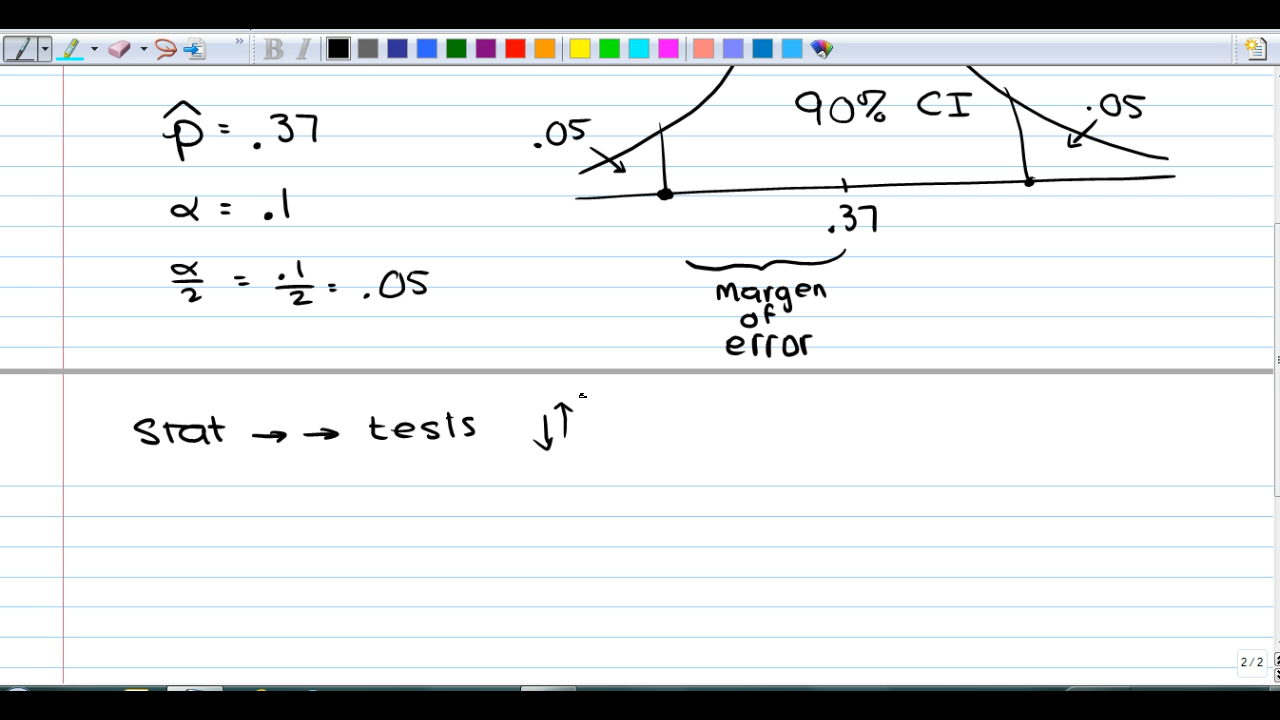 B I
90% CI
.05
.05
p̂ = .37
α = .1
.37
α/2 = .1/2 = .05
Margen
of
error
Stat → → tests ↓↑
2/2